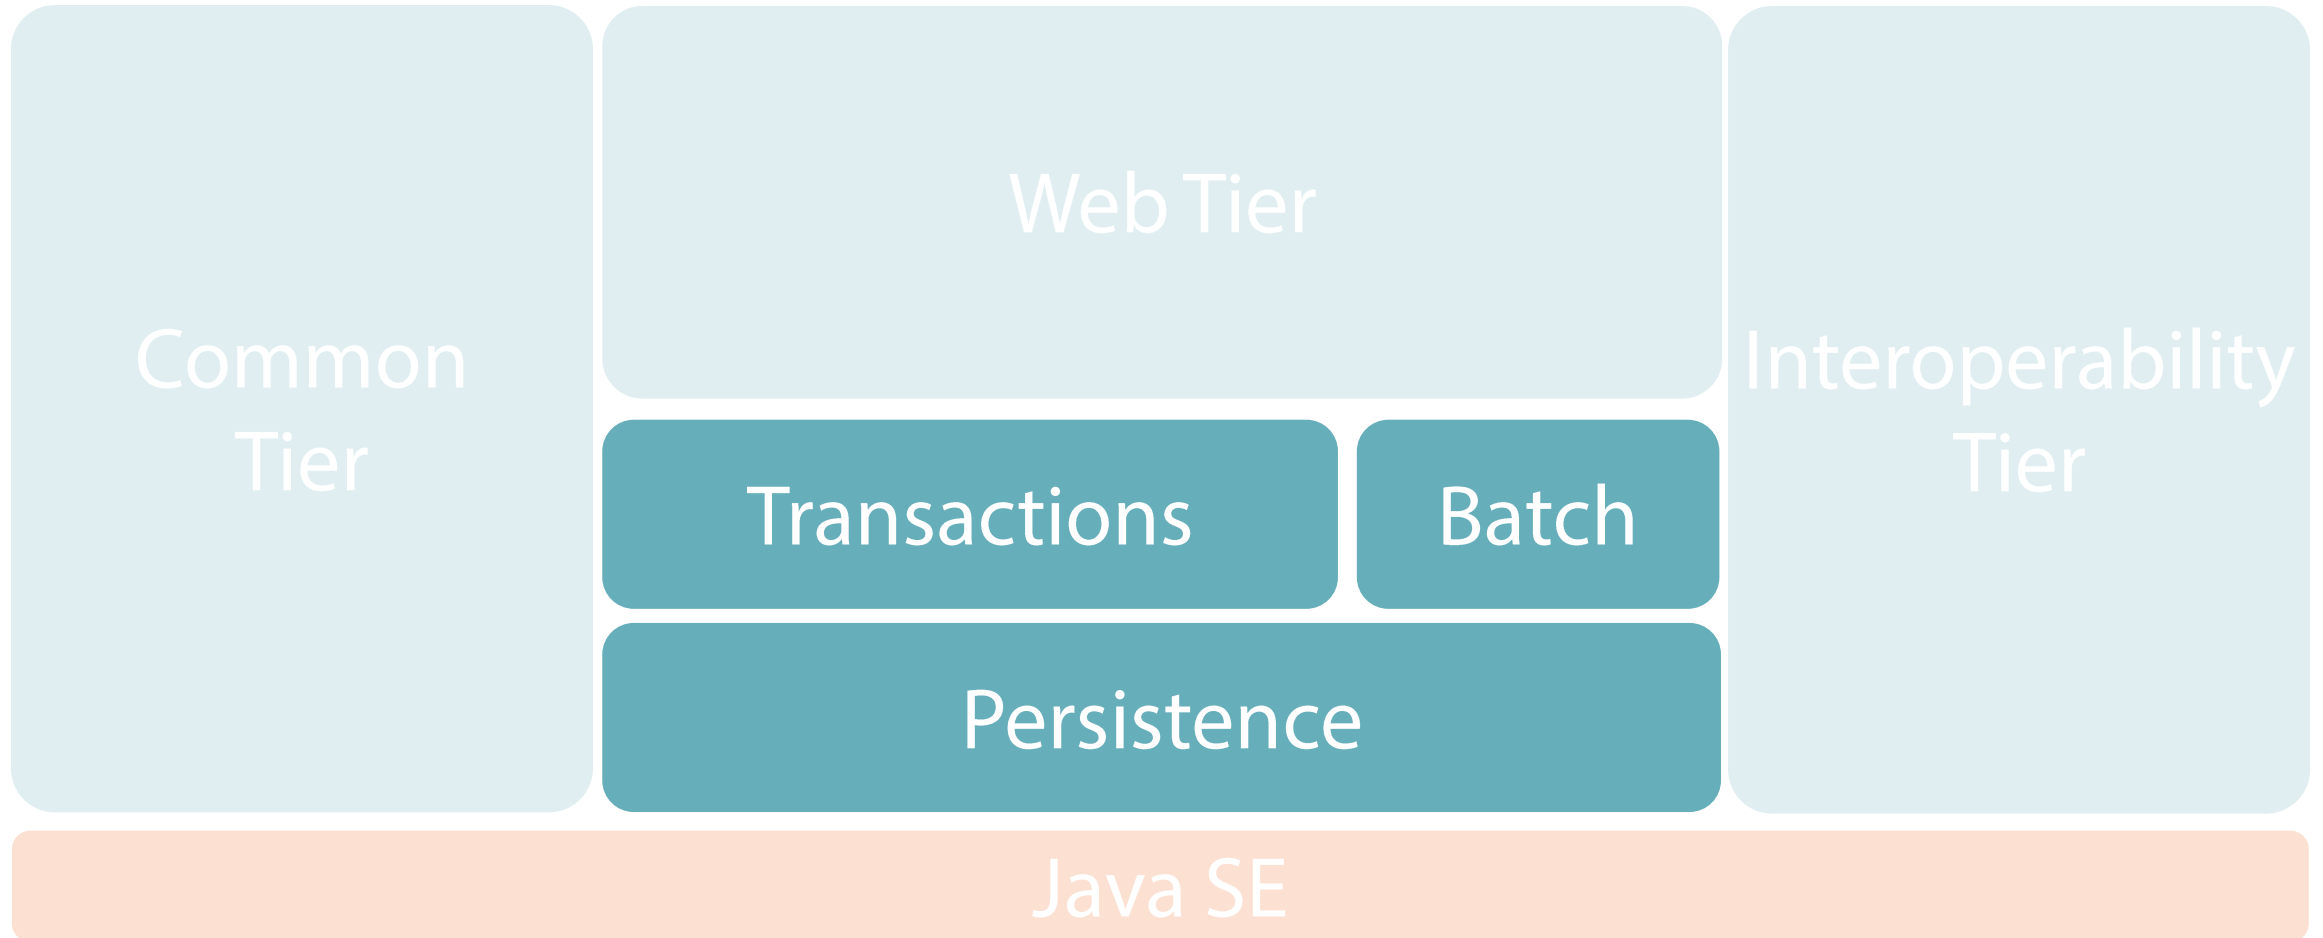 Common
Tier
Web Tier
Interoperability
Tier
Transactions
Batch
Persistence
Java SE